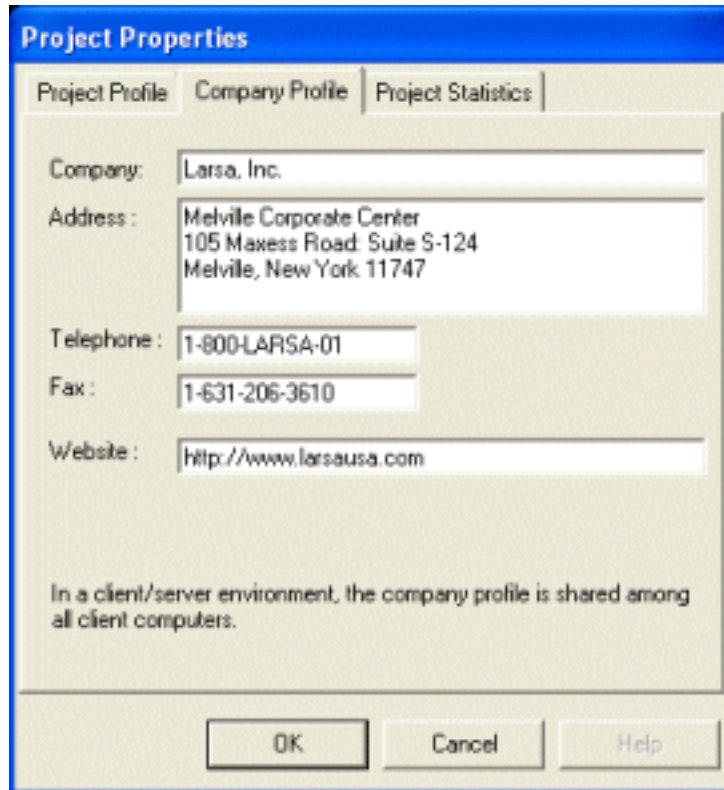 Project Properties
Project Profile Company Profile Project Statistics
Company: Larsa, Inc.
Address : Melville Corporate Center
105 Maxess Road: Suite S-124
Melville, New York 11747
Telephone : 1-800-LARSA-01
Fax : 1-631-206-3610
Website : http://www.larsausa.com
In a client/server environment, the company profile is shared among
all client computers.
OK Cancel Help